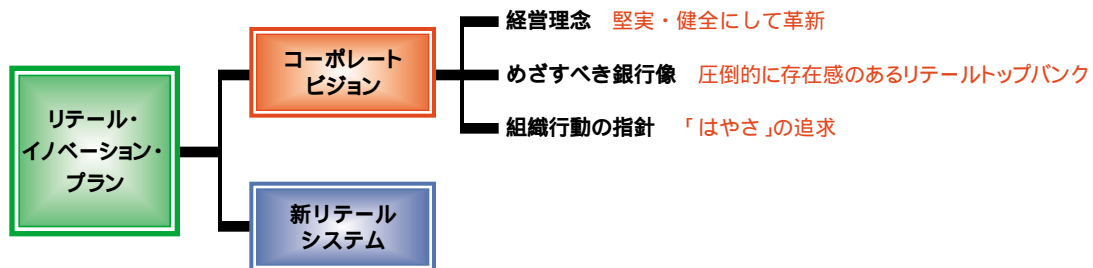 リテール・
イノベーション・
プラン
コーポレート
ビジョン
経営理念 堅実・健全にして革新
めざすべき銀行像 圧倒的に存在感のあるリテールトップバンク
組織行動の指針 「はやさ」の追求
新リテール
システム